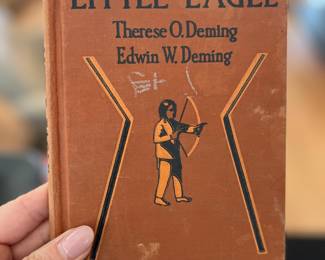 LITTLE EAGLE
Therese O. Deming
Edwin W. Deming